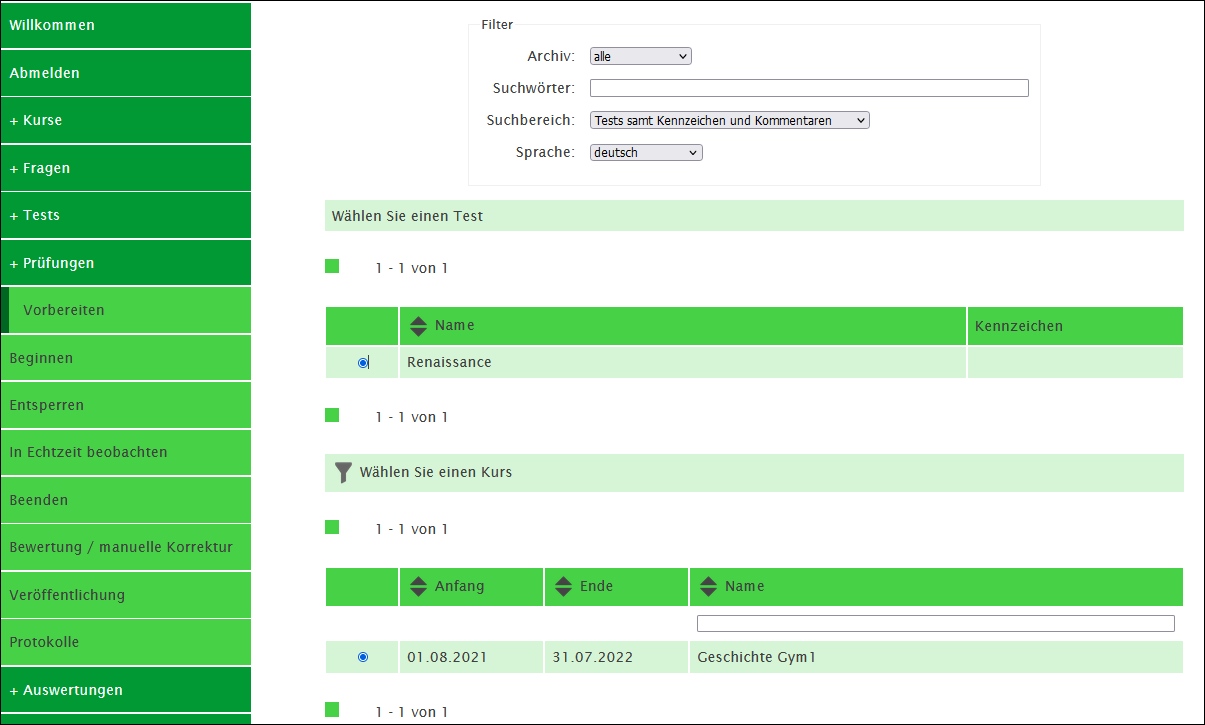 Willkommen
Abmelden
+ Kurse
+ Fragen
+ Tests
+ Prüfungen
Vorbereiten
Beginnen
Entsperren
In Echtzeit beobachten
Beenden
Bewertung / manuelle Korrektur
Veröffentlichung
Protokolle
+ Auswertungen
Filter
Archiv: alle
Suchwörter:
Suchbereich: Tests samt Kennzeichen und Kommentaren
Sprache: deutsch
Wählen Sie einen Test
1 - 1 von 1
Name Kennzeichen
Renaissance
1 - 1 von 1
Wählen Sie einen Kurs
1 - 1 von 1
Anfang Ende Name
01.08.2021 31.07.2022 Geschichte Gym1
1 - 1 von 1